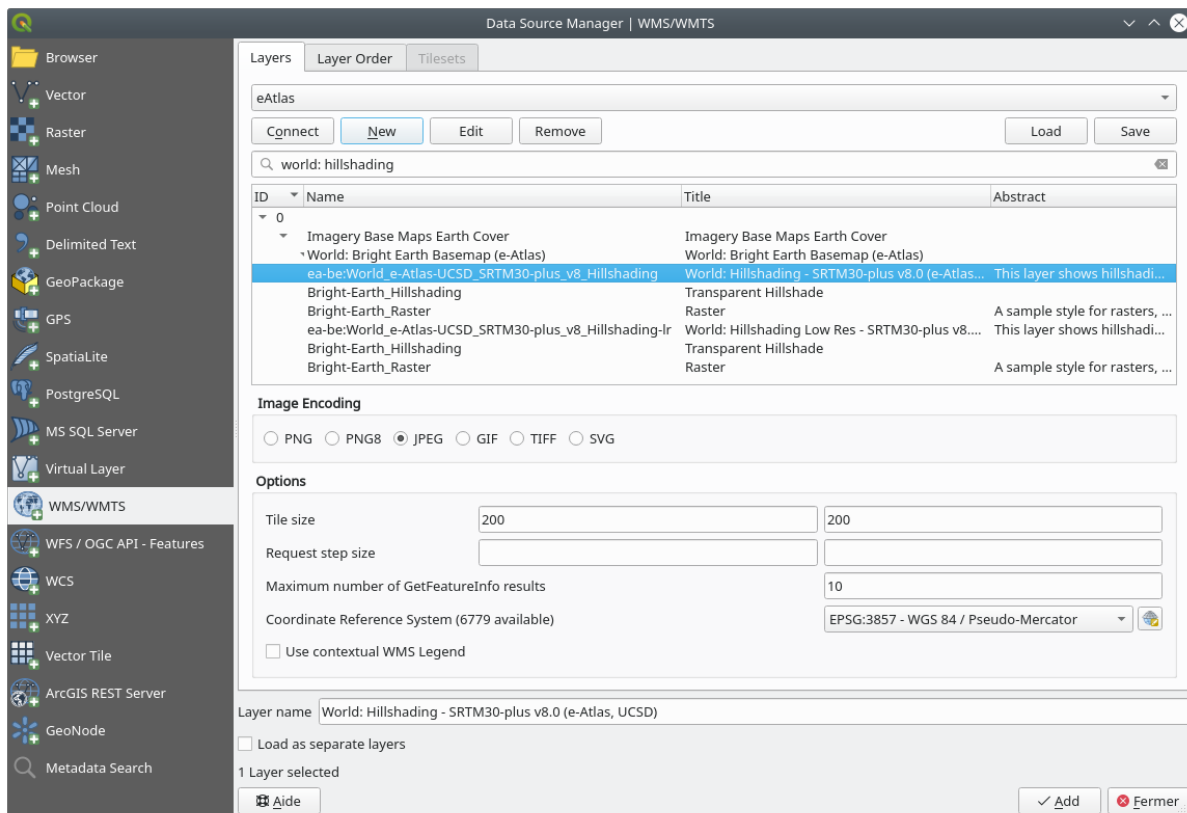 Data Source Manager | WMS/WMTS
Browser
Vector
Raster
Mesh
Point Cloud
Delimited Text
GeoPackage
GPS
SpatiaLite
PostgreSQL
MS SQL Server
Virtual Layer
WMS/WMTS
WFS / OGC API - Features
WCS
XYZ
Vector Tile
ArcGIS REST Server
GeoNode
Metadata Search
Layers Layer Order Tilesets
eAtlas
Connect New Edit Remove Load Save
world: hillshading
ID Name Title Abstract
0
Imagery Base Maps Earth Cover Imagery Base Maps Earth Cover
World: Bright Earth Basemap (e-Atlas) World: Bright Earth Basemap (e-Atlas)
ea-be:World_e-Atlas-UCSD_SRTM30-plus_v8_Hillshading World: Hillshading - SRTM30-plus v8.0 (e-Atlas... This layer shows hillshadi...
Bright-Earth_Hillshading Transparent Hillshade
Bright-Earth_Raster Raster A sample style for rasters, ...
ea-be:World_e-Atlas-UCSD_SRTM30-plus_v8_Hillshading-lr World: Hillshading Low Res - SRTM30-plus v8.... This layer shows hillshadi...
Bright-Earth_Hillshading Transparent Hillshade
Bright-Earth_Raster Raster A sample style for rasters, ...
Image Encoding
PNG PNG8 JPEG GIF TIFF SVG
Options
Tile size 200 200
Request step size
Maximum number of GetFeatureInfo results 10
Coordinate Reference System (6779 available) EPSG:3857 - WGS 84 / Pseudo-Mercator
Use contextual WMS Legend
Layer name World: Hillshading - SRTM30-plus v8.0 (e-Atlas, UCSD)
Load as separate layers
1 Layer selected
Aide Add Fermer